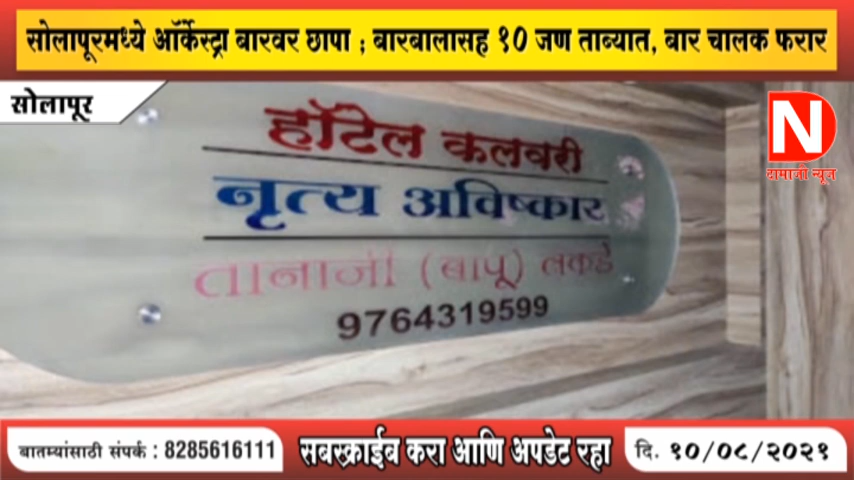 सोलापूरमध्ये ऑर्केस्ट्रा बारवर छापा ; बारबालासह १० जण ताब्यात, बार चालक फरार
सोलापूर
N
दामाजी न्यूज
हॉटेल कलवरी
नृत्य अविष्कार
तानाजी (बापू) लकडे
9764319599
बातम्यांसाठी संपर्क : 8285616111
सबस्क्राईब करा आणि अपडेट रहा
दि. १०/०८/२०२१